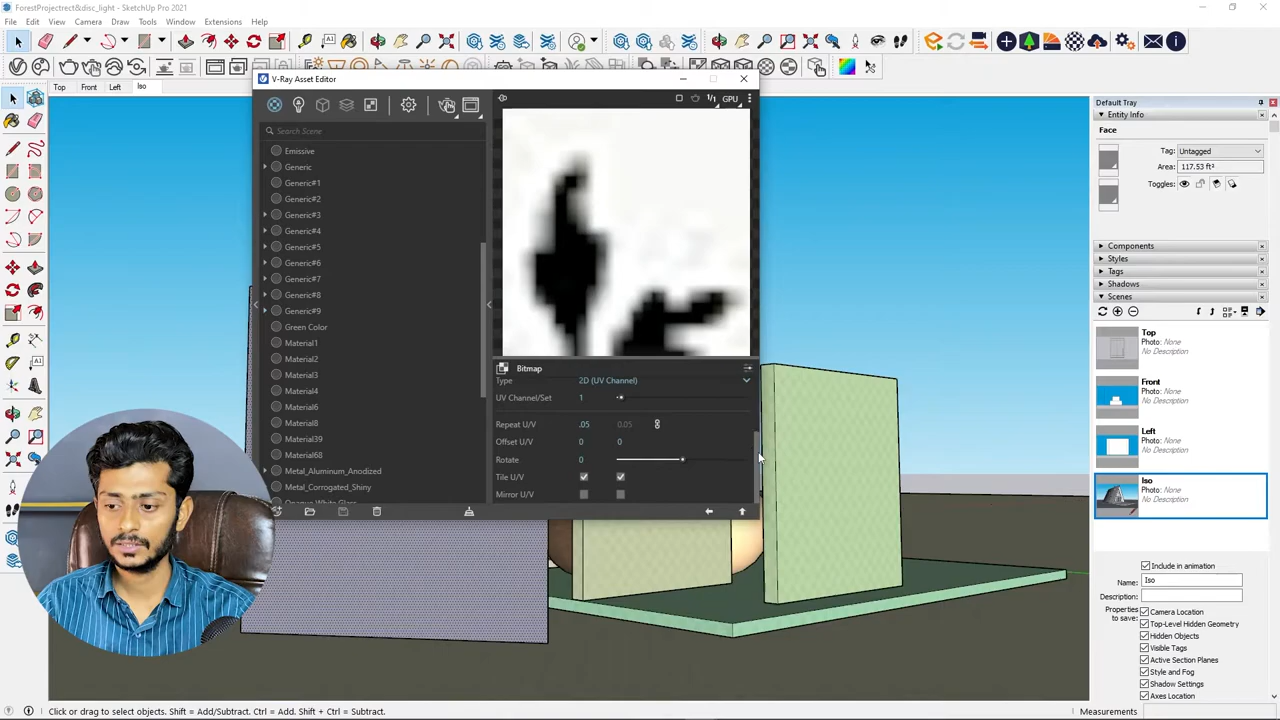 ForestProjectrect&disc_light - SketchUp Pro 2021
File Edit View Camera Draw Tools Window Extensions Help
Top Front Left Iso
V-Ray Asset Editor
GPU
Search Scene
Emissive
Generic
Generic#1
Generic#2
Generic#3
Generic#4
Generic#5
Generic#6
Generic#7
Generic#8
Generic#9
Green Color
Material1
Material2
Material3
Material4
Material6
Material8
Material39
Material68
Metal_Aluminum_Anodized
Metal_Corrogated_Shiny
Opaque White Glass
Bitmap
Type 2D (UV Channel)
UV Channel/Set 1
Repeat U/V .05 0.05
Offset U/V 0 0
Rotate 0
Tile U/V
Mirror U/V
Default Tray
Entity Info
Face
Tag: Untagged
Area: 117.53 ft²
Toggles:
Components
Styles
Tags
Shadows
Scenes
Top
Photo: None
No Description
Front
Photo: None
No Description
Left
Photo: None
No Description
Iso
Photo: None
No Description
Include in animation
Name: Iso
Description:
Properties to save:
Camera Location
Top-Level Hidden Geometry
Hidden Objects
Visible Tags
Active Section Planes
Style and Fog
Shadow Settings
Axes Location
Click or drag to select objects. Shift = Add/Subtract. Ctrl = Add. Shift + Ctrl = Subtract.
Measurements